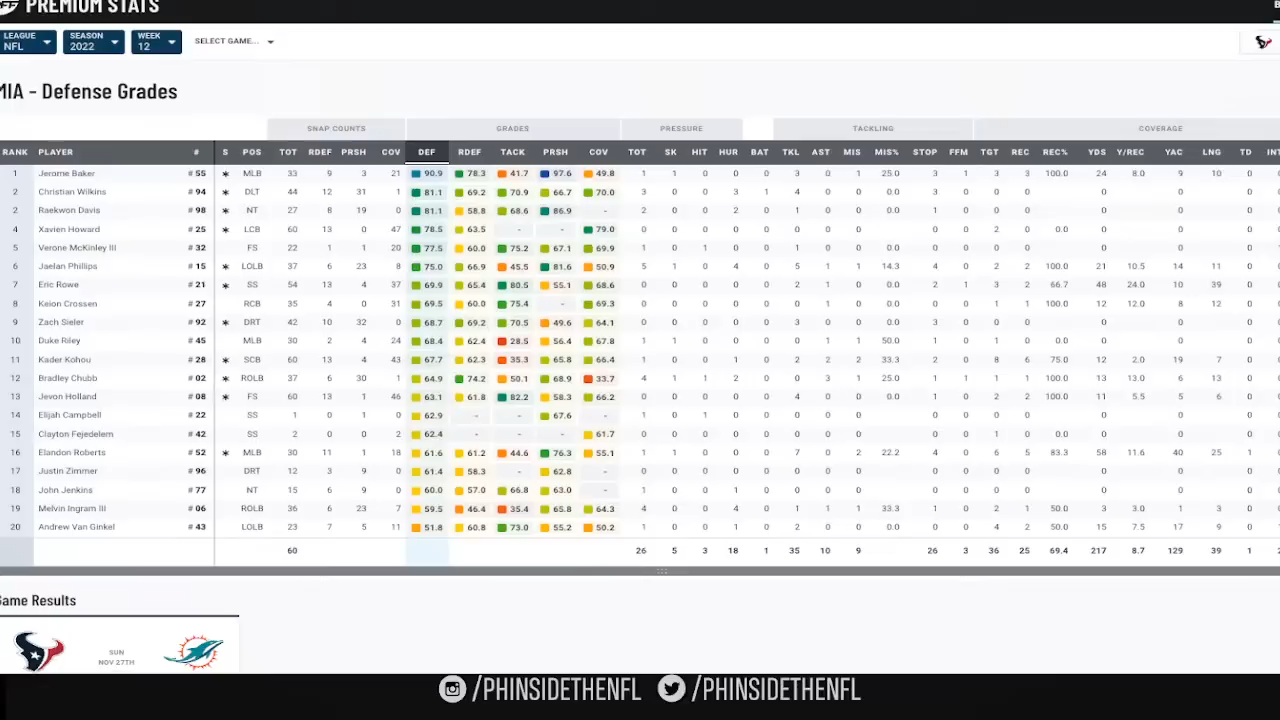 PREMIUM STATS
LEAGUE NFL SEASON 2022 WEEK 12 SELECT GAME...
MIA - Defense Grades
SNAP COUNTS GRADES PRESSURE TACKLING COVERAGE
RANK PLAYER # S POS TOT RDEF PRSH COV DEF RDEF TACK PRSH COV TOT SK HIT HUR BAT TKL AST MIS MIS% STOP FFM TGT REC REC% YDS Y/REC YAC LNG TD INT
1 Jerome Baker #55 * MLB 33 9 3 21 90.9 78.3 41.7 97.6 49.8 1 1 0 0 0 3 0 1 25.0 3 1 3 3 100.0 24 8.0 9 10 0
2 Christian Wilkins #94 * DLT 44 12 31 1 81.1 69.2 70.9 66.7 70.0 3 0 0 3 1 3 0 0 0.0 3 0 0 0 0 0 0 0
2 Raekwon Davis #98 * NT 27 8 19 0 81.1 58.8 68.6 86.9 - 2 0 0 2 0 1 0 0 0.0 1 0 0 0 0 0 0 0
4 Xavien Howard #25 * LCB 60 13 0 47 78.5 63.5 - - 79.0 0 0 0 0 0 0 0 0 0 0 2 0 0.0 0 0 0 0
5 Verone McKinley III #32 FS 22 1 1 20 77.5 60.0 75.2 67.1 69.9 1 0 1 0 0 1 0 0 0.0 0 0 0 0 0 0 0 0
6 Jaelan Phillips #15 * LOLB 37 6 23 8 75.0 66.9 45.5 81.6 50.9 5 1 0 4 0 5 1 1 14.3 4 0 2 2 100.0 21 10.5 14 11 0
7 Eric Rowe #21 * SS 54 13 4 37 69.9 65.4 80.5 55.1 68.6 0 0 0 0 0 2 1 0 0.0 2 1 3 2 66.7 48 24.0 10 39 0
8 Keion Crossen #27 RCB 35 4 0 31 69.5 60.0 75.4 - 69.3 0 0 0 0 0 1 0 0 0.0 0 0 1 1 100.0 12 12.0 8 12 0
9 Zach Sieler #92 * DRT 42 10 32 0 68.7 69.2 70.5 49.6 64.1 0 0 0 0 0 3 0 0 0.0 3 0 0 0 0 0 0 0
10 Duke Riley #45 MLB 30 2 4 24 68.4 62.4 28.5 56.4 67.8 1 1 0 0 0 0 1 1 50.0 1 0 0 0 0 0 0 0
11 Kader Kohou #28 * SCB 60 13 4 43 67.7 62.3 35.3 65.8 66.4 1 0 0 1 0 2 2 2 33.3 2 0 8 6 75.0 12 2.0 19 7 0
12 Bradley Chubb #02 * ROLB 37 6 30 1 64.9 74.2 50.1 68.9 33.7 4 1 1 2 0 0 3 1 25.0 1 1 1 1 100.0 13 13.0 6 13 0
13 Jevon Holland #08 * FS 60 13 1 46 63.1 61.8 82.2 58.3 66.2 0 0 0 0 0 4 0 0 0.0 1 0 2 2 100.0 11 5.5 5 6 0
14 Elijah Campbell #22 SS 1 0 1 0 62.9 - - 67.6 - 1 0 1 0 0 0 0 0 0 0 0 0 0 0 0 0
15 Clayton Fejedelem #42 SS 2 0 0 2 62.4 - - - 61.7 0 0 0 0 0 0 0 0 0 0 1 0 0.0 0 0 0 0
16 Elandon Roberts #52 * MLB 30 11 1 18 61.6 61.2 44.6 76.3 55.1 1 1 0 0 0 7 0 2 22.2 4 0 6 5 83.3 58 11.6 40 25 1
17 Justin Zimmer #96 DRT 12 3 9 0 61.4 58.3 - 62.8 - 0 0 0 0 0 0 0 0 0 0 0 0 0 0 0 0
18 John Jenkins #77 NT 15 6 9 0 60.0 57.0 66.8 63.0 - 1 0 0 1 0 1 0 0 0.0 0 0 0 0 0 0 0 0
19 Melvin Ingram III #06 ROLB 36 6 23 7 59.5 46.4 35.4 65.8 64.3 4 0 0 4 0 1 1 1 33.3 1 0 2 1 50.0 3 3.0 1 3 0
20 Andrew Van Ginkel #43 LOLB 23 7 5 11 51.8 60.8 73.0 55.2 50.2 1 0 0 1 0 2 0 0 0.0 0 0 4 2 50.0 15 7.5 17 9 0
60 26 5 3 18 1 35 10 9 26 3 36 25 69.4 217 8.7 129 39 1
Game Results
SUN
NOV 27TH
/PHINSIDETHENFL /PHINSIDETHENFL